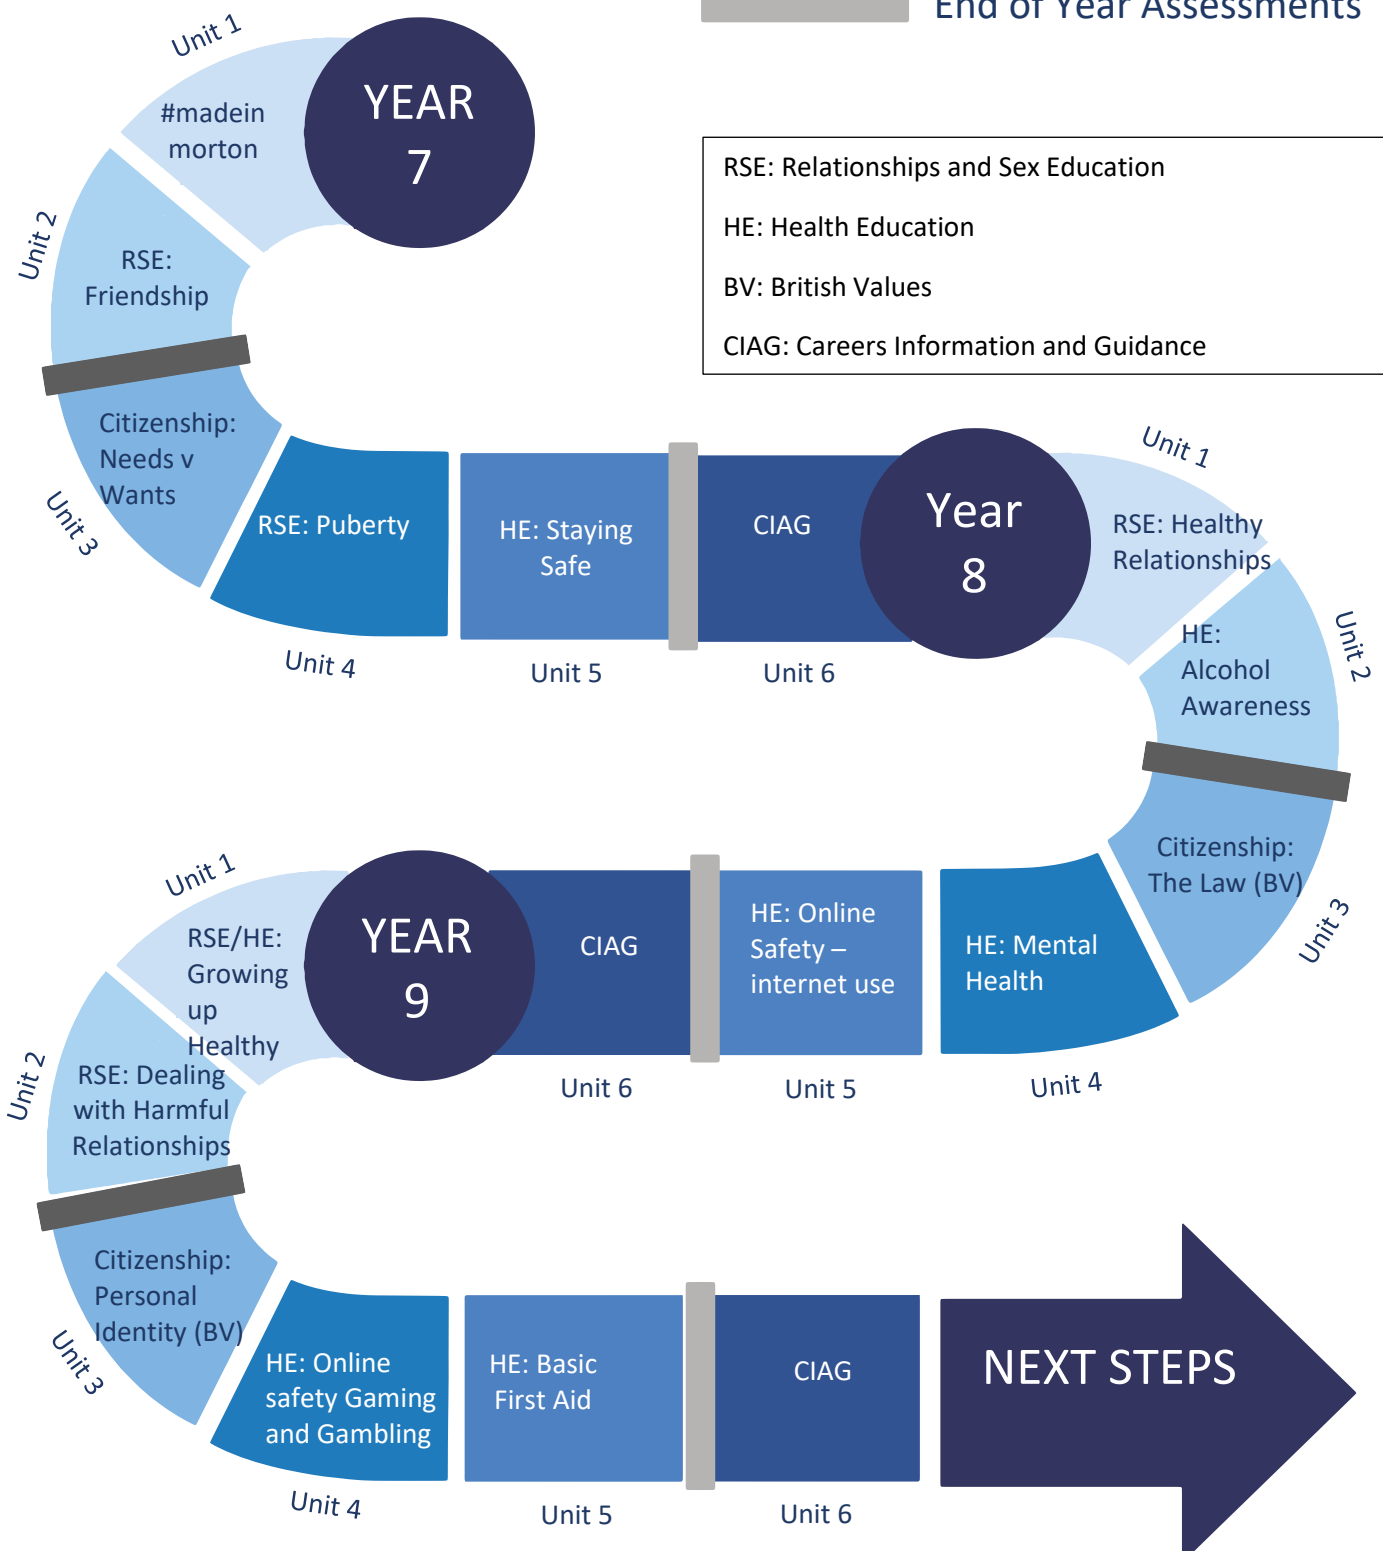 End of Year Assessments
Unit 1
#madein
morton
YEAR
7
RSE: Relationships and Sex Education
HE: Health Education
BV: British Values
CIAG: Careers Information and Guidance
Unit 2
RSE:
Friendship
Citizenship:
Needs v
Wants
Unit 3
RSE: Puberty
Unit 4
HE: Staying
Safe
Unit 5
CIAG
Unit 6
Year
8
Unit 1
RSE: Healthy
Relationships
Unit 2
HE:
Alcohol
Awareness
Citizenship:
The Law (BV)
Unit 3
HE: Mental
Health
Unit 4
HE: Online
Safety –
internet use
Unit 5
CIAG
Unit 6
YEAR
9
Unit 1
RSE/HE:
Growing
up
Healthy
Unit 2
RSE: Dealing
with Harmful
Relationships
Citizenship:
Personal
Identity (BV)
Unit 3
HE: Online
safety Gaming
and Gambling
Unit 4
HE: Basic
First Aid
Unit 5
CIAG
Unit 6
NEXT STEPS